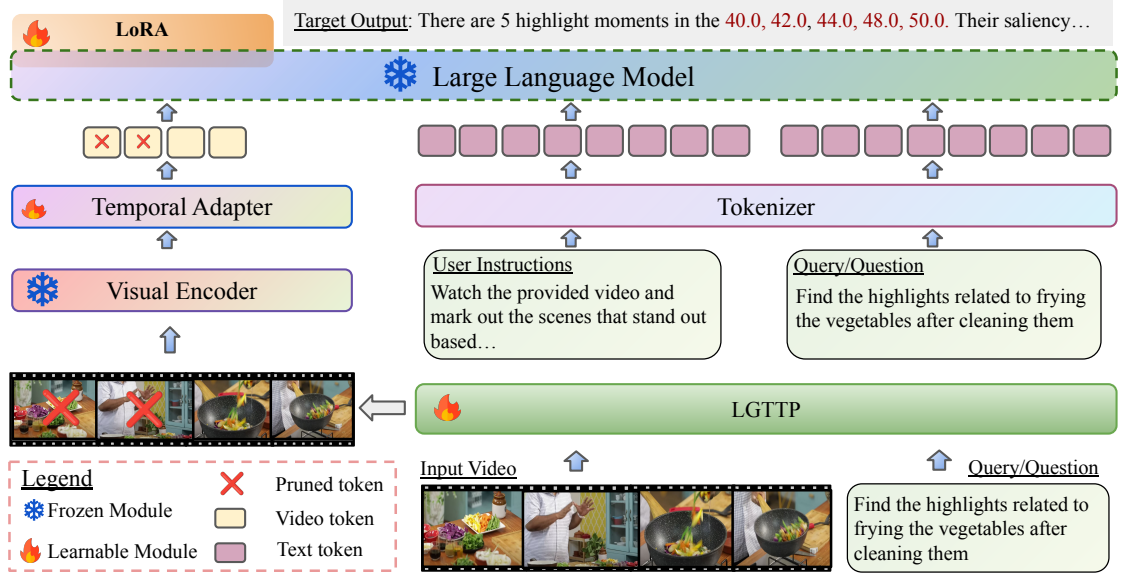 LoRA
Target Output: There are 5 highlight moments in the 40.0, 42.0, 44.0, 48.0, 50.0. Their saliency…
Large Language Model
Temporal Adapter
Tokenizer
Visual Encoder
User Instructions
Watch the provided video and
mark out the scenes that stand out
based…
Query/Question
Find the highlights related to frying
the vegetables after cleaning them
LGTTP
Legend
Frozen Module
Learnable Module
Pruned token
Video token
Text token
Input Video
Query/Question
Find the highlights related to
frying the vegetables after
cleaning them